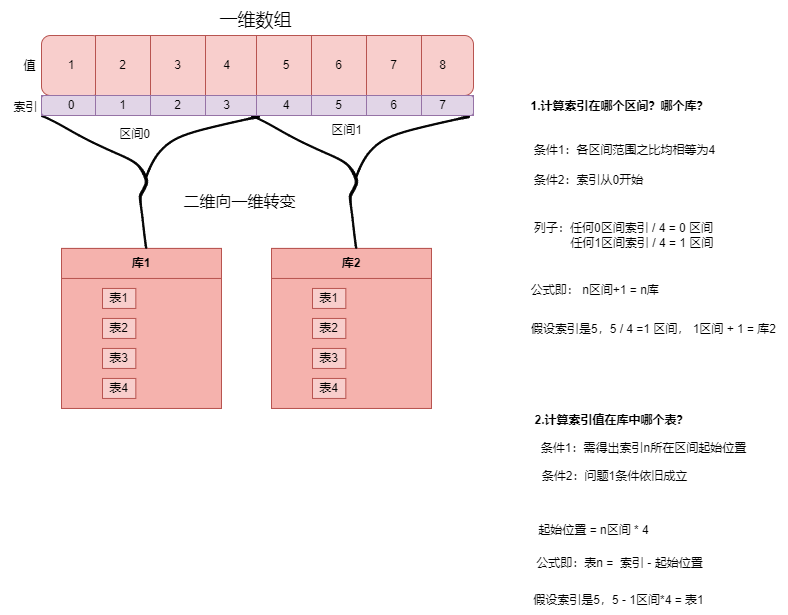 一维数组
值 1 2 3 4 5 6 7 8
索引 0 1 2 3 4 5 6 7
区间0 区间1
二维向一维转变
库1
表1
表2
表3
表4
库2
表1
表2
表3
表4
1.计算索引在哪个区间？哪个库?
条件1：各区间范围之比均相等为4
条件2：索引从0开始
列子：任何0区间索引 / 4 = 0 区间
任何1区间索引 / 4 = 1 区间
公式即： n区间+1 = n库
假设索引是5，5 / 4 =1 区间， 1区间 + 1 = 库2
2.计算索引值在库中哪个表?
条件1：需得出索引n所在区间起始位置
条件2：问题1条件依旧成立
起始位置 = n区间 * 4
公式即：表n = 索引 - 起始位置
假设索引是5，5 - 1区间*4 = 表1